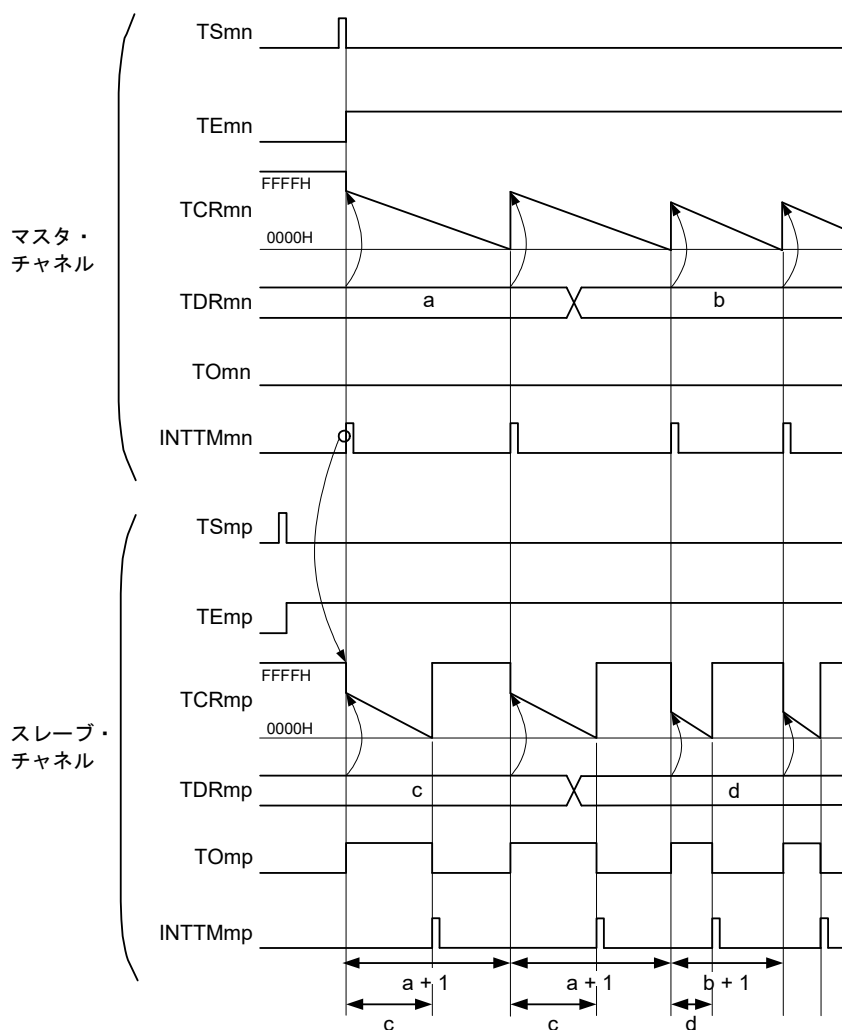 TSmn
TEmn
FFFFH
TCRmn
0000H
マスタ・
チャネル
TDRmn
a
b
TOmn
INTTMmn
TSmp
TEmp
FFFFH
TCRmp
0000H
スレーブ・
チャネル
TDRmp
c
d
TOmp
INTTMmp
a + 1
a + 1
b + 1
c
c
d